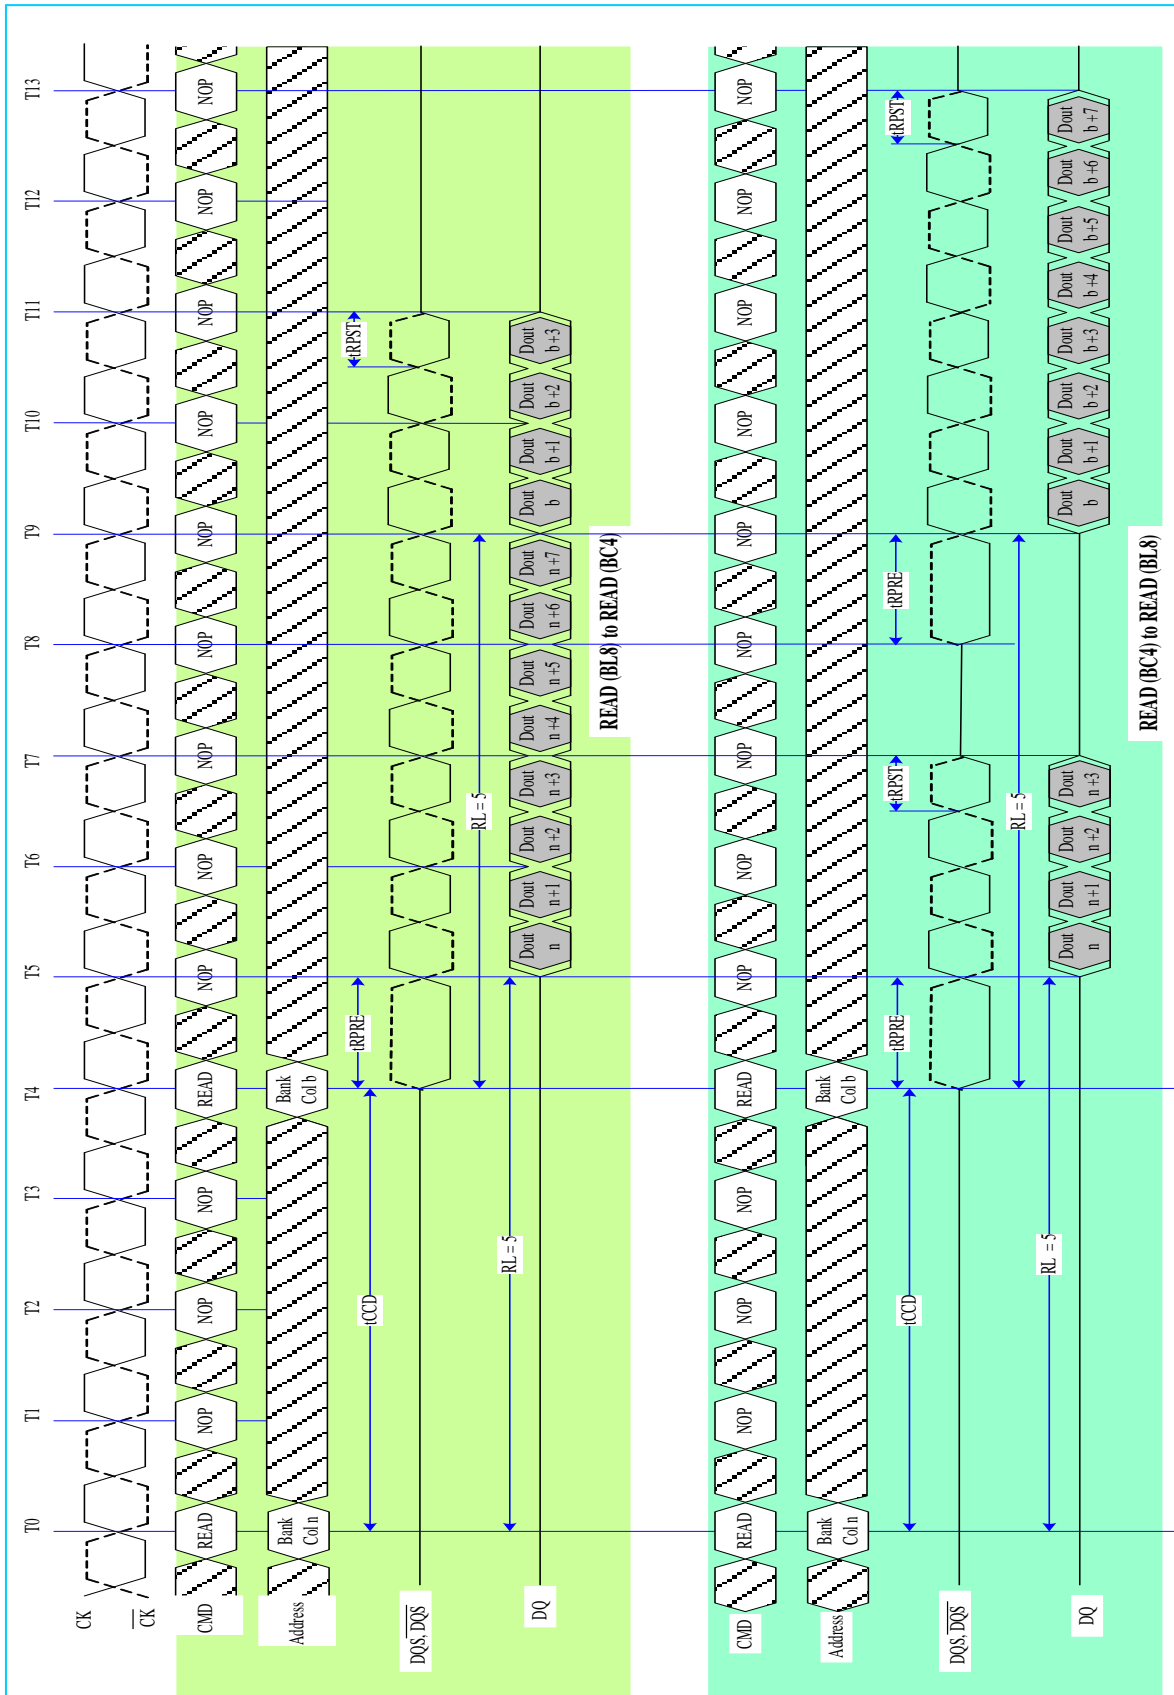 T0 T1 T2 T3 T4 T5 T6 T7 T8 T9 T10 T11 T12 T13
CK
CK
CMD READ NOP NOP NOP READ NOP NOP NOP NOP NOP NOP NOP NOP NOP
Address Bank Col n Bank Col b
tCCD tRPRE tRPST
DQS, DQS
RL = 5
RL = 5
DQ Dout n Dout n+1 Dout n+2 Dout n+3 Dout n+4 Dout n+5 Dout n+6 Dout n+7 Dout b Dout b+1 Dout b+2 Dout b+3
READ (BL8) to READ (BC4)
CMD READ NOP NOP NOP READ NOP NOP NOP NOP NOP NOP NOP NOP NOP
Address Bank Col n Bank Col b
tCCD tRPRE tRPST tRPRE tRPST
DQS, DQS
RL = 5
RL = 5
DQ Dout n Dout n+1 Dout n+2 Dout n+3 Dout b Dout b+1 Dout b+2 Dout b+3 Dout b+4 Dout b+5 Dout b+6 Dout b+7
READ (BC4) to READ (BL8)